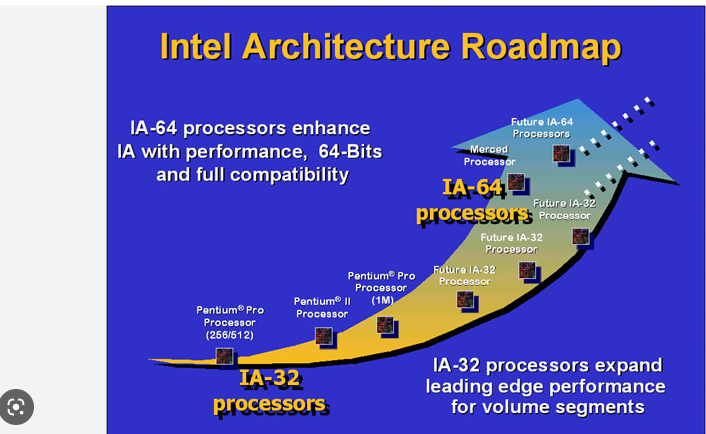 Intel Architecture Roadmap
IA-64 processors enhance
IA with performance, 64-Bits
and full compatibility
Future IA-64
Processors
Merced
Processor
IA-64
processors
Future IA-32
Processor
Future IA-32
Processor
Future IA-32
Processor
Pentium® Pro
Processor
(1M)
Pentium® II
Processor
Pentium® Pro
Processor
(256/512)
IA-32
processors
IA-32 processors expand
leading edge performance
for volume segments